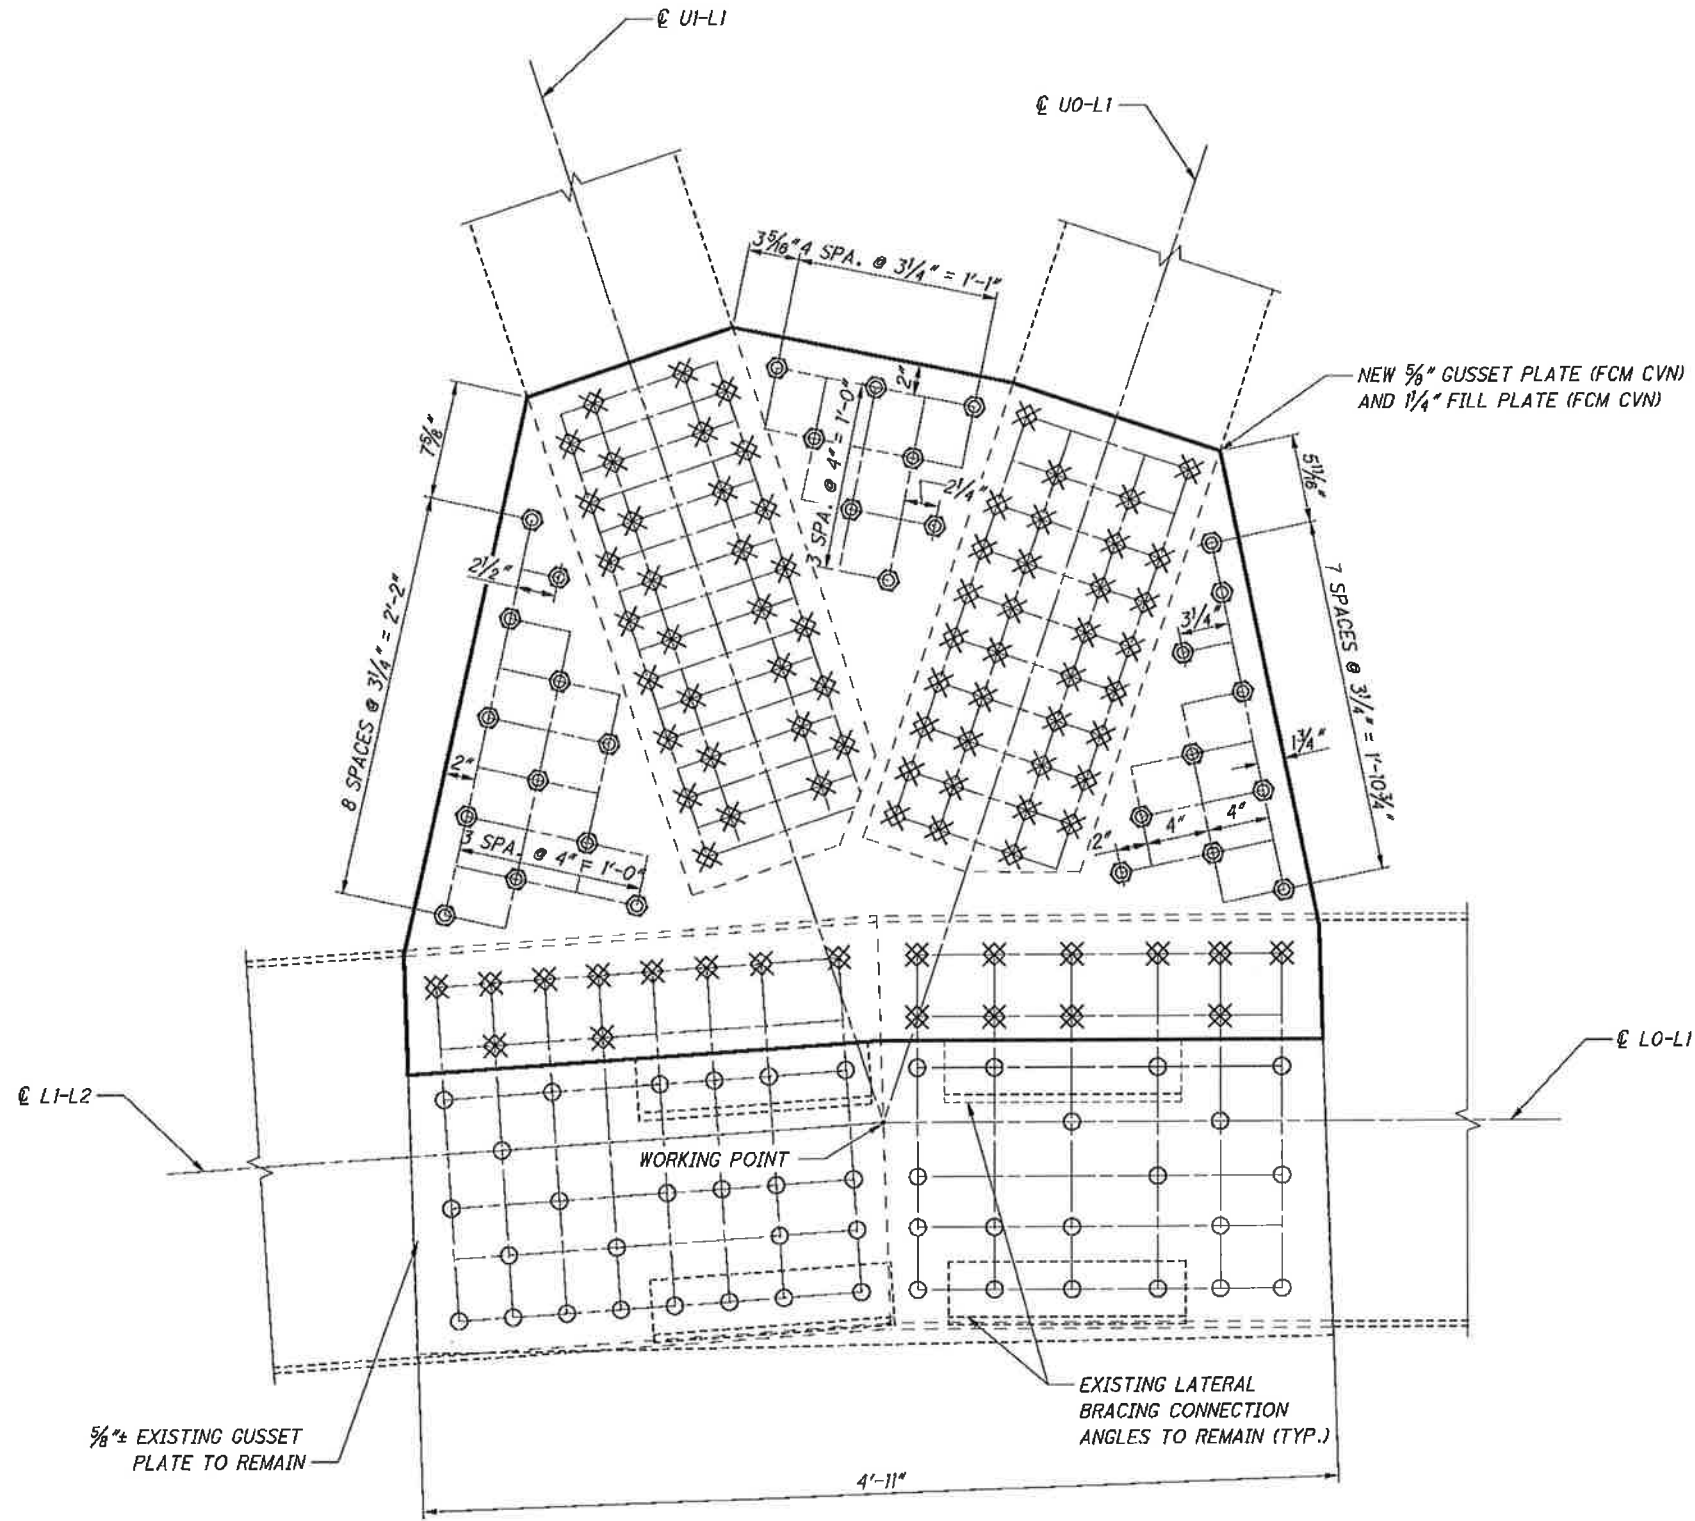 ℄ U1-L1
℄ U0-L1
3 5/16" 4 SPA. @ 3 1/4" = 1'-1"
NEW 5/8" GUSSET PLATE (FCM CVN)
AND 1 1/4" FILL PLATE (FCM CVN)
2"
7 5/8"
3 SPA. @ 4" = 1'-0"
5 11/16"
2 1/4"
2 1/2"
8 SPACES @ 3 1/4" = 2'-2"
3 1/4"
7 SPACES @ 3 1/4" = 1'-10 3/4"
1 3/4"
2"
3 SPA. @ 4" = 1'-0"
2"
4"
4"
℄ L0-L1
℄ L1-L2
WORKING POINT
EXISTING LATERAL
BRACING CONNECTION
ANGLES TO REMAIN (TYP.)
5/8"± EXISTING GUSSET
PLATE TO REMAIN
4'-11"